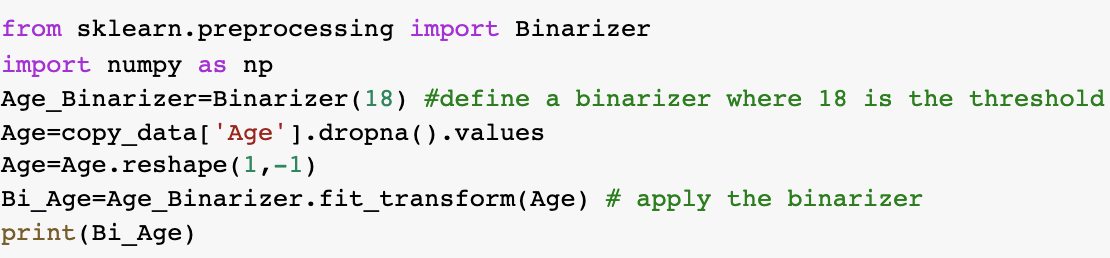 from sklearn.preprocessing import Binarizer
import numpy as np
Age_Binarizer=Binarizer(18) #define a binarizer where 18 is the threshold
Age=copy_data['Age'].dropna().values
Age=Age.reshape(1,-1)
Bi_Age=Age_Binarizer.fit_transform(Age) # apply the binarizer
print(Bi_Age)